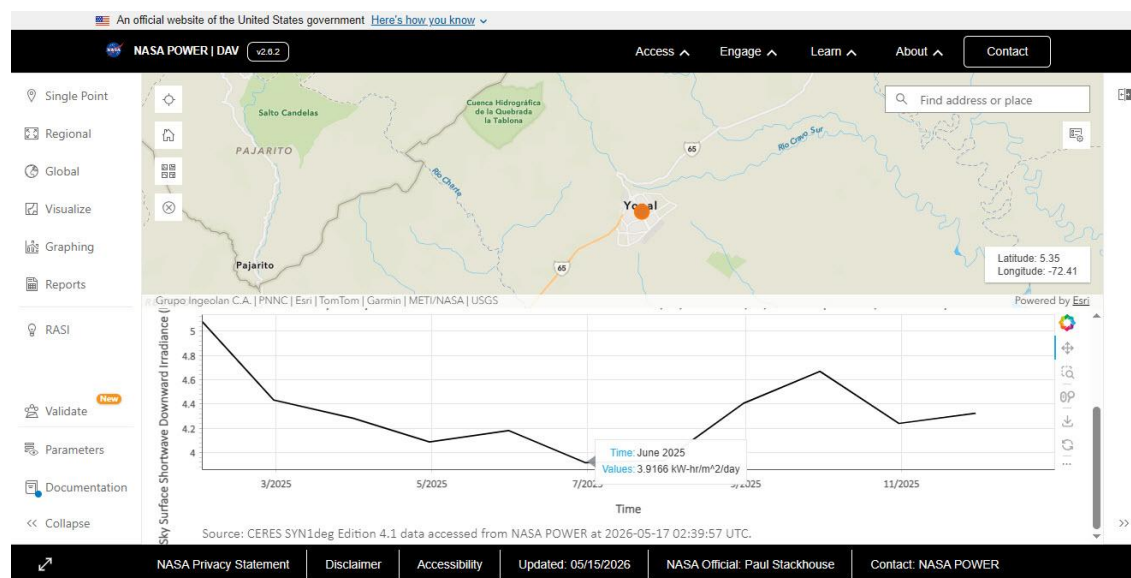 An official website of the United States government Here's how you know
NASA POWER | DAV v2.6.2 Access Engage Learn About Contact
Single Point
Regional
Global
Visualize
Graphing
Reports
RASI
New
Validate
Parameters
Documentation
Collapse
Find address or place
Salto Candelas
Cuenca Hidrográfica
de la Quebrada
la Tablona
PAJARITO
Río Charte
Río Cravo Sur
65
Yopal
Pajarito
65
Latitude: 5.35
Longitude: -72.41
Grupo Ingeolan C.A. | PNNC | Esri | TomTom | Garmin | METI/NASA | USGS
Powered by Esri
Sky Surface Shortwave Downward Irradiance
5
4.8
4.6
4.4
4.2
4
Time: June 2025
Values: 3.9166 kW-hr/m^2/day
3/2025 5/2025 7/2025 9/2025 11/2025
Time
Source: CERES SYN1deg Edition 4.1 data accessed from NASA POWER at 2026-05-17 02:39:57 UTC.
NASA Privacy Statement Disclaimer Accessibility Updated: 05/15/2026 NASA Official: Paul Stackhouse Contact: NASA POWER